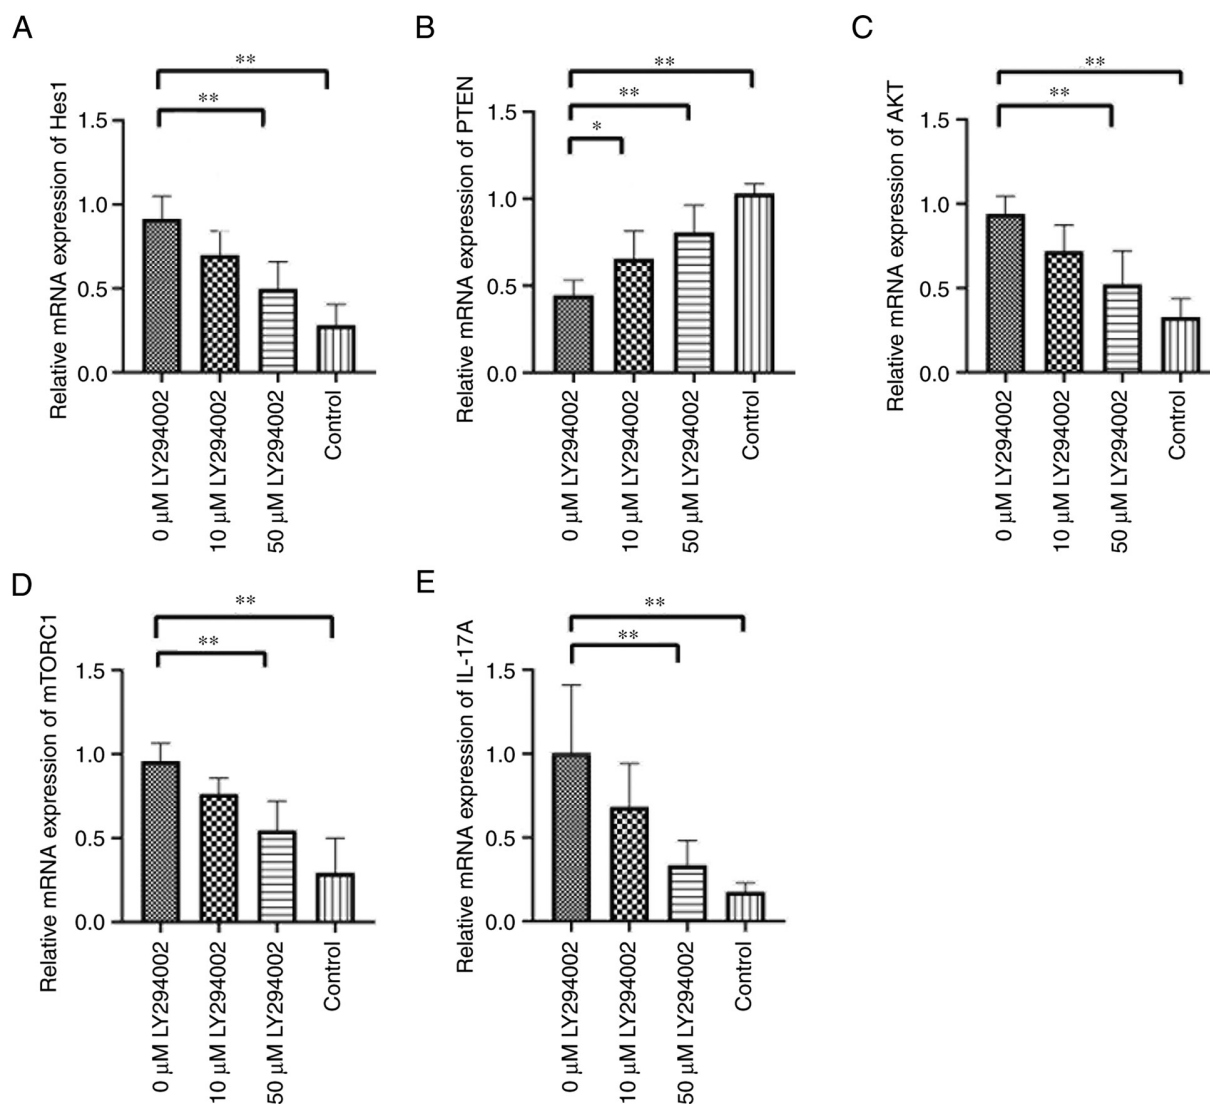 A
Relative mRNA expression of Hes1
**
**
1.5
1.0
0.5
0.0
0 μM LY294002
10 μM LY294002
50 μM LY294002
Control
B
Relative mRNA expression of PTEN
**
**
*
1.5
1.0
0.5
0.0
0 μM LY294002
10 μM LY294002
50 μM LY294002
Control
C
Relative mRNA expression of AKT
**
**
1.5
1.0
0.5
0.0
0 μM LY294002
10 μM LY294002
50 μM LY294002
Control
D
Relative mRNA expression of mTORC1
**
**
1.5
1.0
0.5
0.0
0 μM LY294002
10 μM LY294002
50 μM LY294002
Control
E
Relative mRNA expression of IL-17A
**
**
1.5
1.0
0.5
0.0
0 μM LY294002
10 μM LY294002
50 μM LY294002
Control